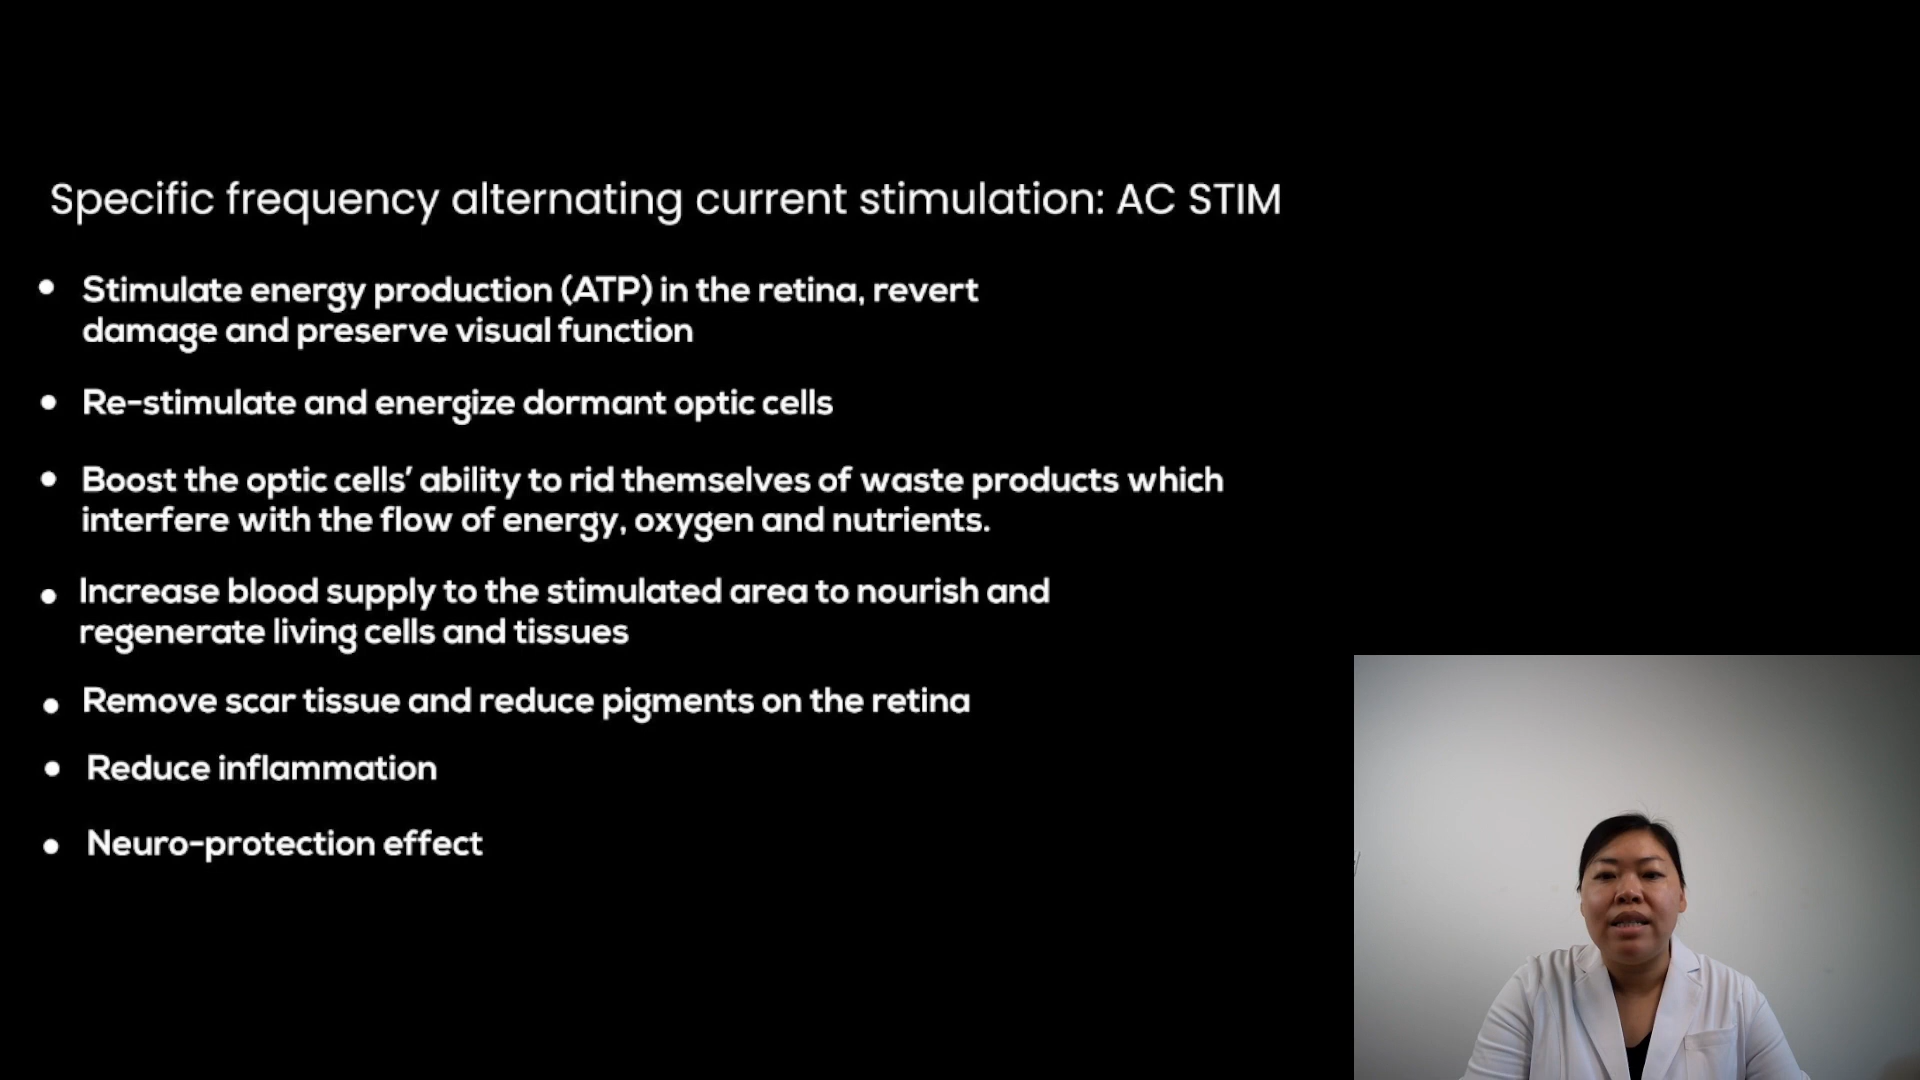 Specific frequency alternating current stimulation: AC STIM
• Stimulate energy production (ATP) in the retina, revert
damage and preserve visual function
• Re-stimulate and energize dormant optic cells
• Boost the optic cells’ ability to rid themselves of waste products which
interfere with the flow of energy, oxygen and nutrients.
• Increase blood supply to the stimulated area to nourish and
regenerate living cells and tissues
• Remove scar tissue and reduce pigments on the retina
• Reduce inflammation
• Neuro-protection effect